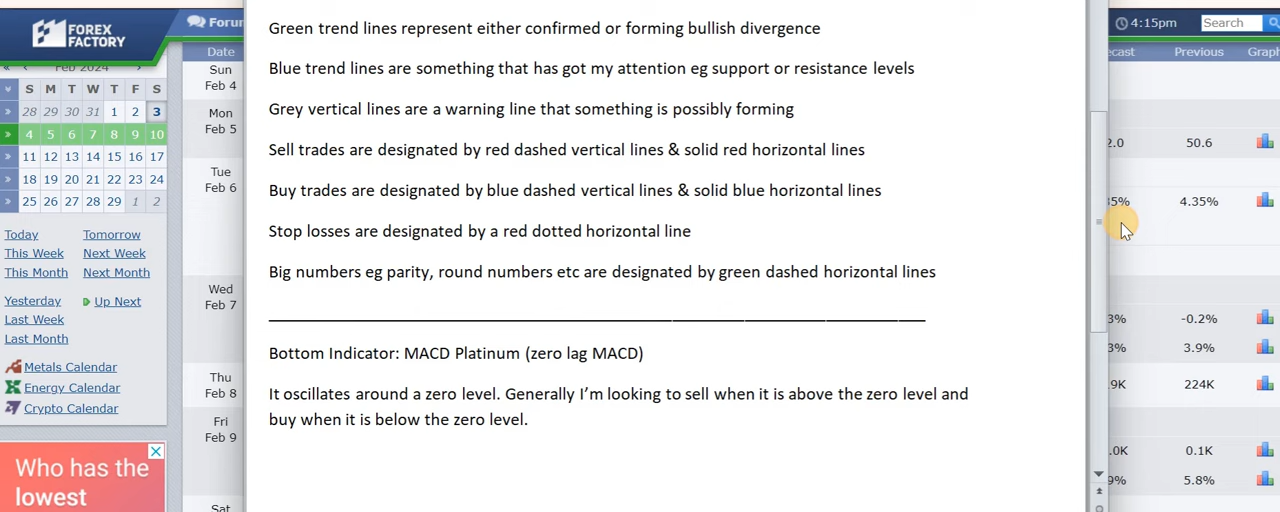 FOREX
FACTORY
Forum
4:15pm
Search
Date
ecast
Previous
Graph
Feb 2024
S M T W T F S
28 29 30 31 1 2 3
4 5 6 7 8 9 10
11 12 13 14 15 16 17
18 19 20 21 22 23 24
25 26 27 28 29 1 2
Today
Tomorrow
This Week
Next Week
This Month
Next Month
Yesterday
Up Next
Last Week
Last Month
Metals Calendar
Energy Calendar
Crypto Calendar
Who has the
lowest
Sun
Feb 4
Mon
Feb 5
Tue
Feb 6
Wed
Feb 7
Thu
Feb 8
Fri
Feb 9
Sat
Green trend lines represent either confirmed or forming bullish divergence
Blue trend lines are something that has got my attention eg support or resistance levels
Grey vertical lines are a warning line that something is possibly forming
Sell trades are designated by red dashed vertical lines & solid red horizontal lines
Buy trades are designated by blue dashed vertical lines & solid blue horizontal lines
Stop losses are designated by a red dotted horizontal line
Big numbers eg parity, round numbers etc are designated by green dashed horizontal lines
Bottom Indicator: MACD Platinum (zero lag MACD)
It oscillates around a zero level. Generally I'm looking to sell when it is above the zero level and
buy when it is below the zero level.
2.0 50.6
35% 4.35%
3% -0.2%
3% 3.9%
9K 224K
.0K 0.1K
9% 5.8%